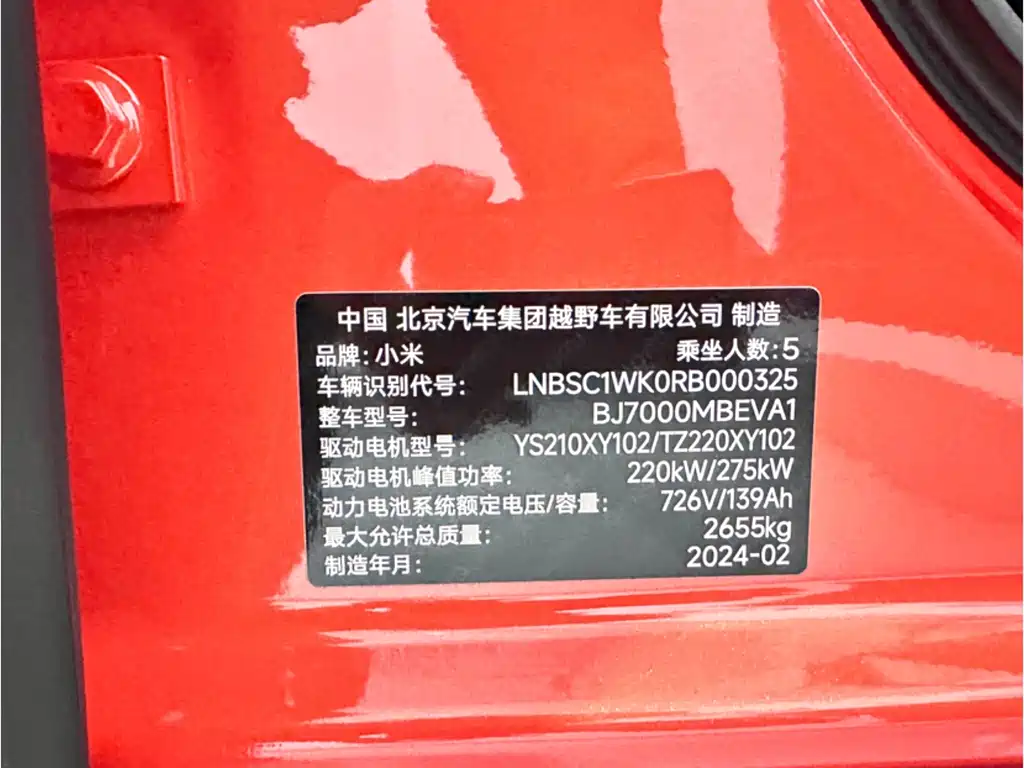 中国 北京汽车集团越野车有限公司 制造
品牌: 小米 乘坐人数: 5
车辆识别代号: LNBSC1WK0RB000325
整车型号: BJ7000MBEVA1
驱动电机型号: YS210XY102/TZ220XY102
驱动电机峰值功率: 220kW/275kW
动力电池系统额定电压/容量: 726V/139Ah
最大允许总质量: 2655kg
制造年月: 2024-02